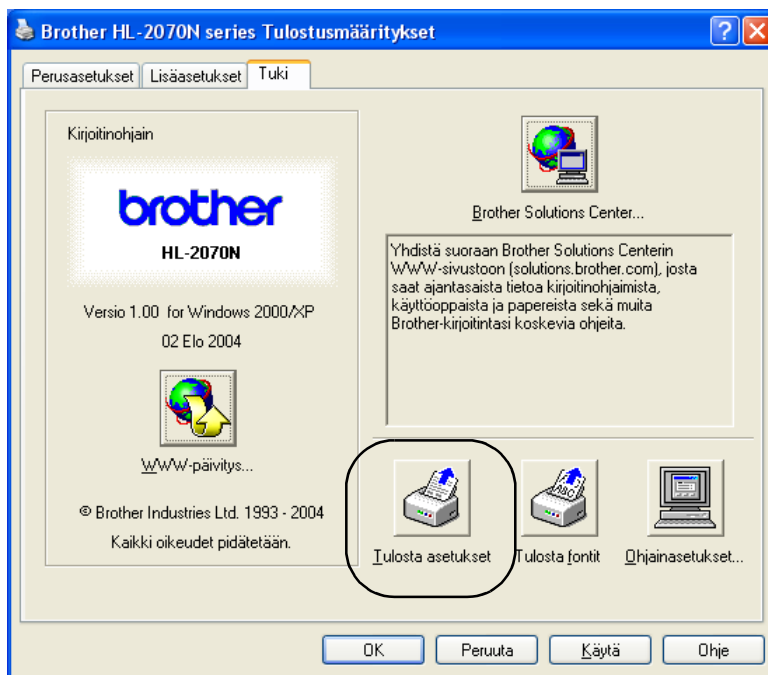 Brother HL-2070N series Tulostusmääritykset
Perusasetukset
Lisäasetukset
Tuki
Kirjoitinohjain
brother
HL-2070N
Versio 1.00 for Windows 2000/XP
02 Elo 2004
WWW-päivitys...
© Brother Industries Ltd. 1993 - 2004
Kaikki oikeudet pidätetään.
Brother Solutions Center...
Yhdistä suoraan Brother Solutions Centerin
WWW-sivustoon (solutions.brother.com), josta
saat ajantasaista tietoa kirjoitinohjaimista,
käyttöoppaista ja papereista sekä muita
Brother-kirjoitintasi koskevia ohjeita.
Tulosta asetukset
ABC
Tulosta fontit
Ohjainasetukset...
OK
Peruuta
Käytä
Ohje